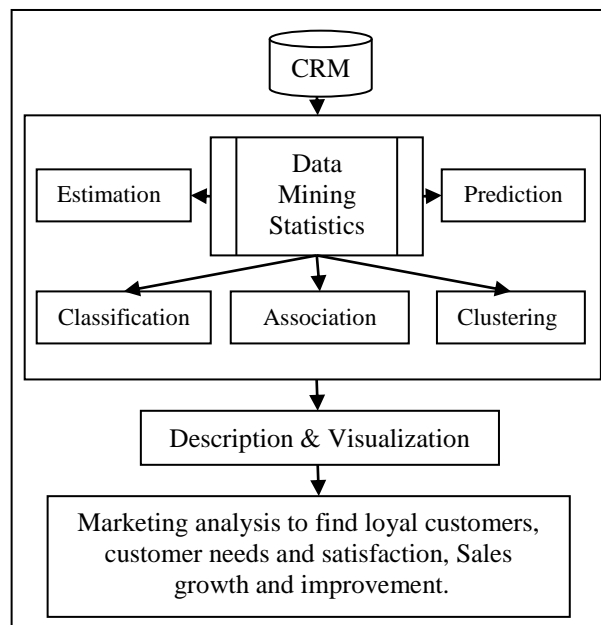 CRM
Data
Mining
Statistics
Estimation
Prediction
Classification
Association
Clustering
Description & Visualization
Marketing analysis to find loyal customers,
customer needs and satisfaction, Sales
growth and improvement.